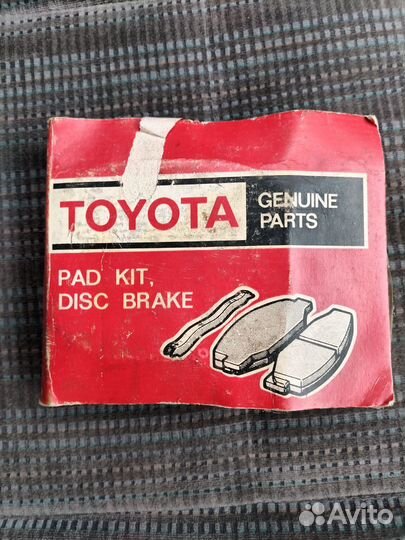 TOYOTA
GENUINE
PARTS
PAD KIT,
DISC BRAKE
Avito